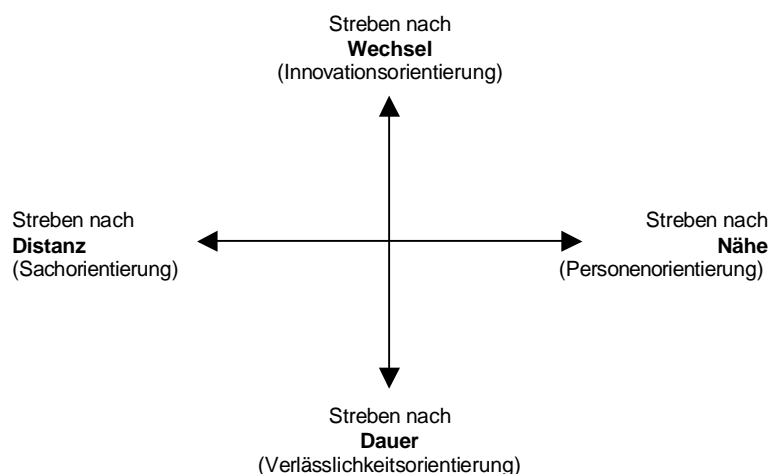 Streben nach
Wechsel
(Innovationsorientierung)
Streben nach
Distanz
(Sachorientierung)
Streben nach
Nähe
(Personenorientierung)
Streben nach
Dauer
(Verlässlichkeitsorientierung)